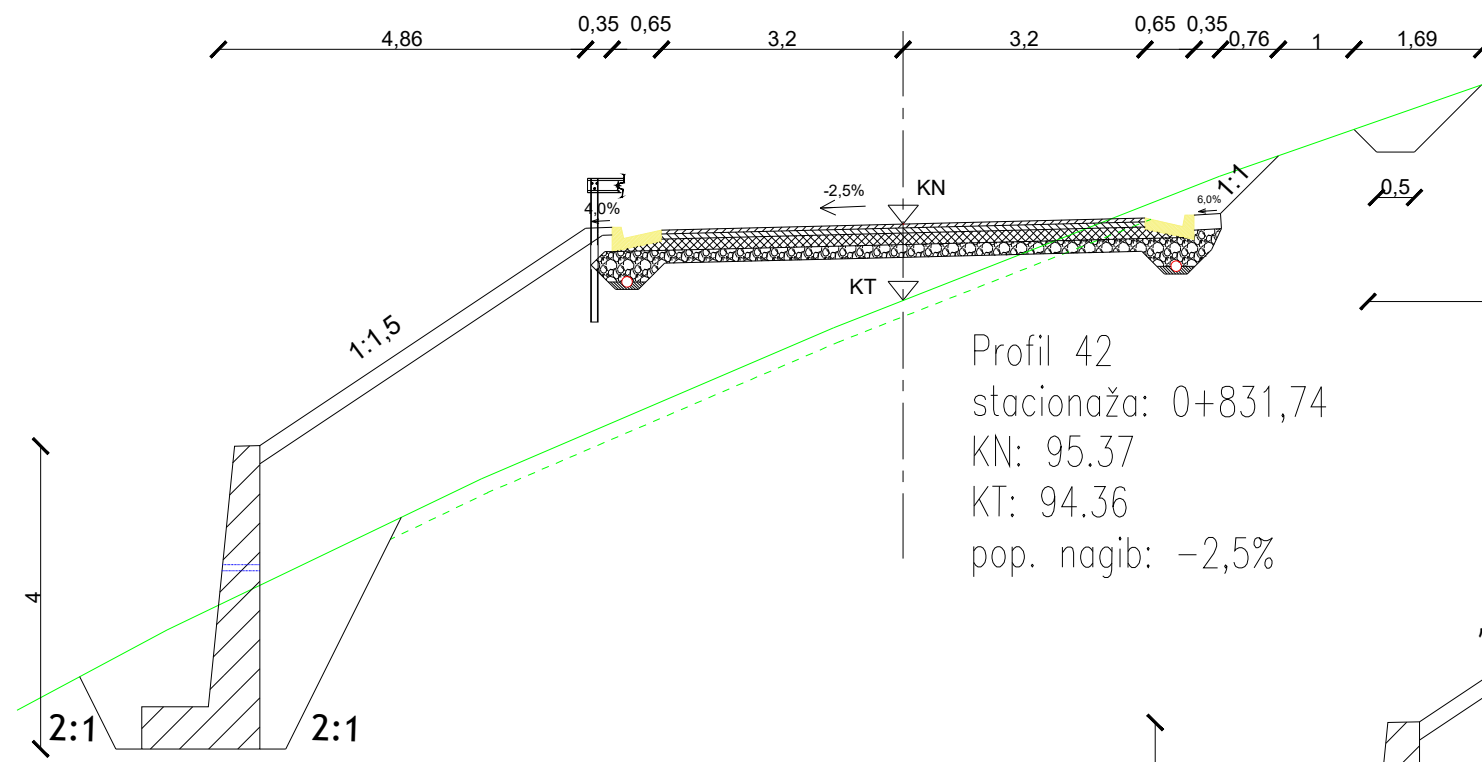 0,35 0,65 0,65 0,35
4,86 3,2 3,2 0,76 1 1,69
KN
-2,5%
1:1
0,5
4,0%
6,0%
KT
1:1,5
Profil 42
stacionaža: 0+831,74
KN: 95.37
KT: 94.36
pop. nagib: -2,5%
4
2:1 2:1